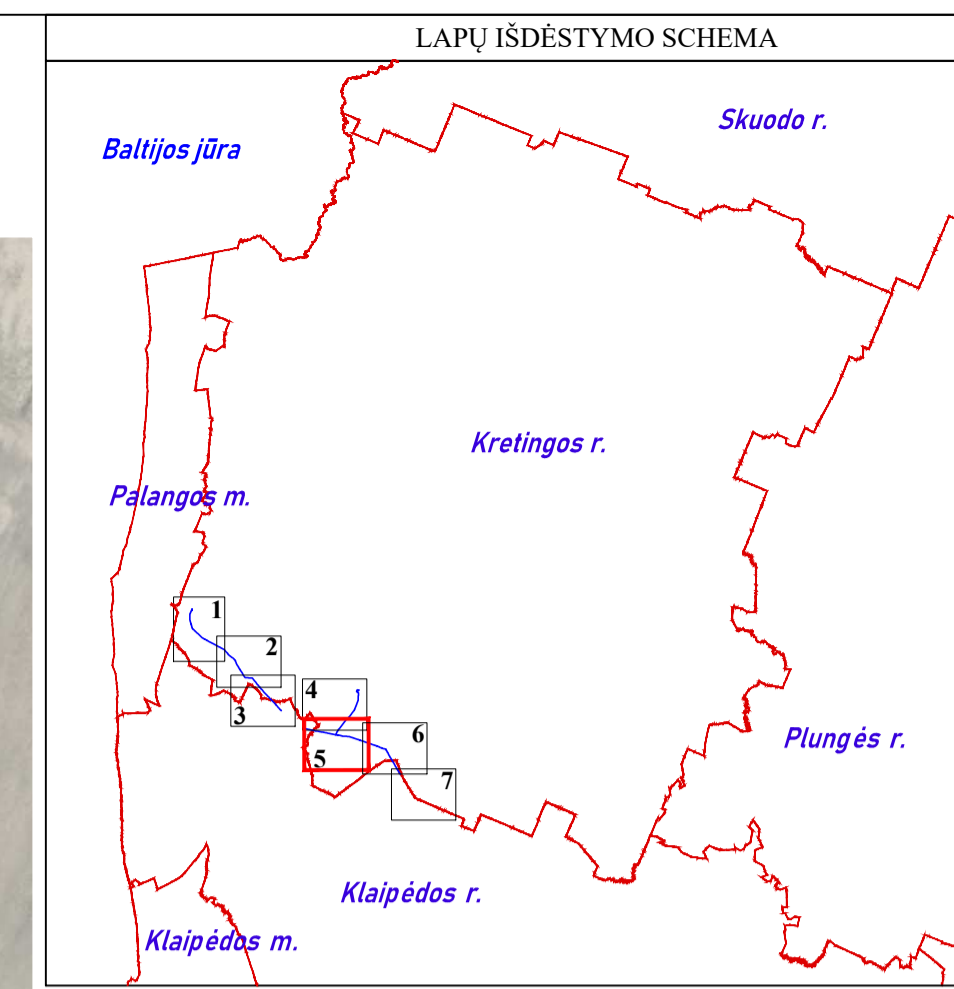 LAPŲ IŠDĖSTYMO SCHEMA
Skuodo r.
Baltijos jūra
Kretingos r.
Palangos m.
1
2
3
4
5
6
7
Plungės r.
Klaipėdos r.
Klaipėdos m.